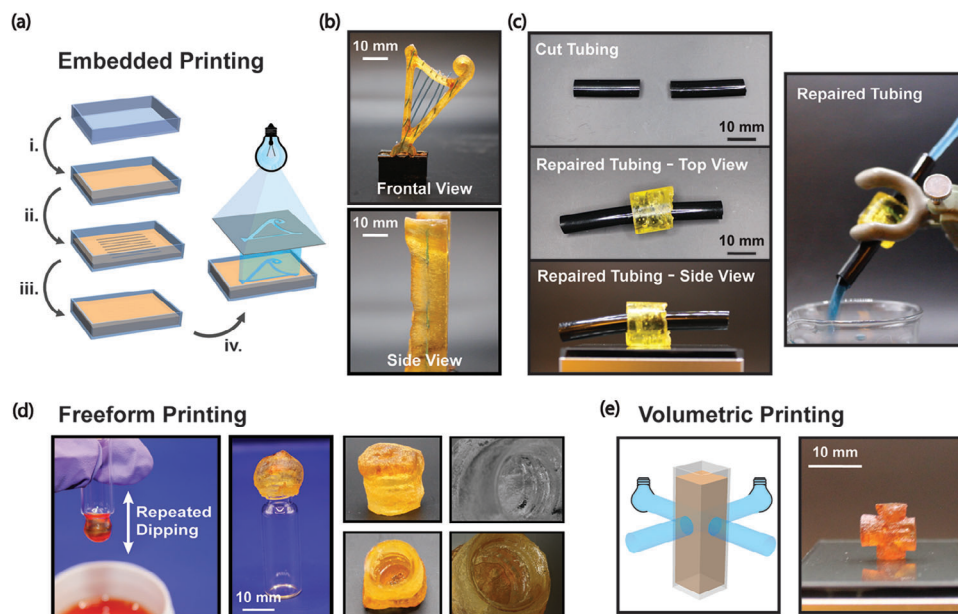 (a)
Embedded Printing
i.
ii.
iii.
iv.
(b)
10 mm
Frontal View
10 mm
Side View
(c)
Cut Tubing
10 mm
Repaired Tubing - Top View
10 mm
Repaired Tubing - Side View
Repaired Tubing
(d)
Freeform Printing
Repeated
Dipping
10 mm
(e)
Volumetric Printing
10 mm